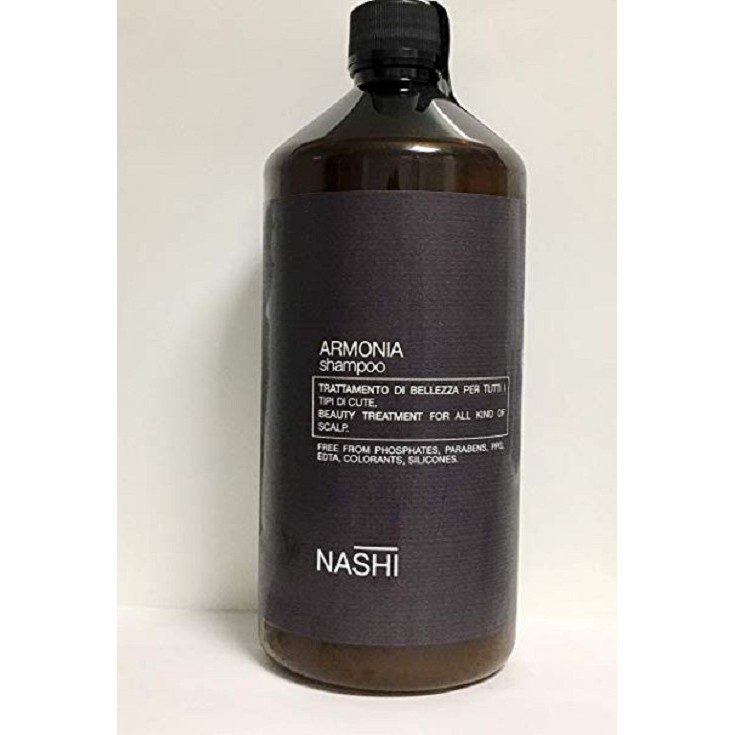 ARMONIA
shampoo
TRATTAMENTO DI BELLEZZA PER TUTTI I
TIPI DI CUTE,
BEAUTY TREATMENT FOR ALL KIND OF
SCALP.
FREE FROM PHOSPHATES, PARABENS, PPG,
EDTA, COLORANTS, SILICONES.
NASHI